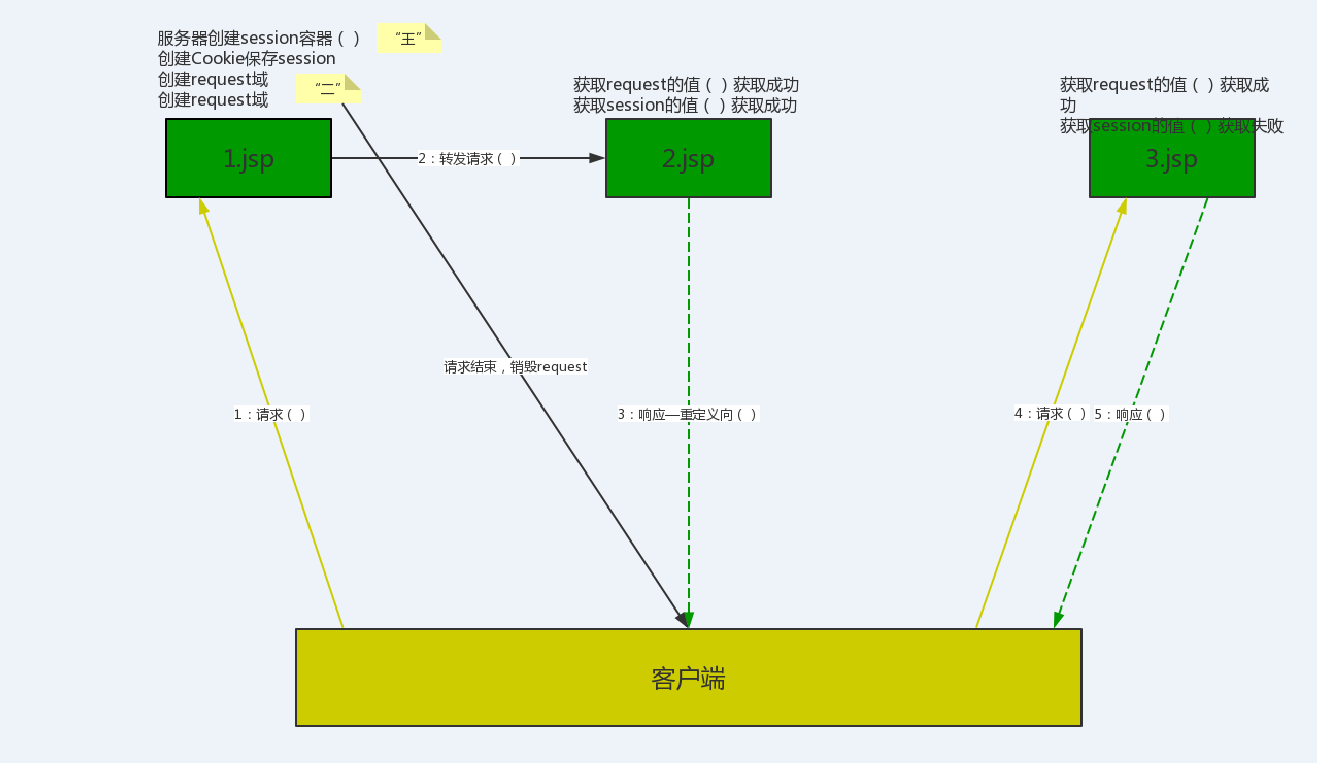 服务器创建session容器（ ）
“王”
创建Cookie保存session
创建request域
创建request域
“二”
获取request的值（ ）获取成功
获取session的值（ ）获取成功
获取request的值（ ）获取成
功
获取session的值（ ）获取失败
1.jsp
2：转发请求（ ）
2.jsp
3.jsp
请求结束，销毁request
1：请求（ ）
3：响应—重定义向（ ）
4：请求（ ）
5：响应（ ）
客户端